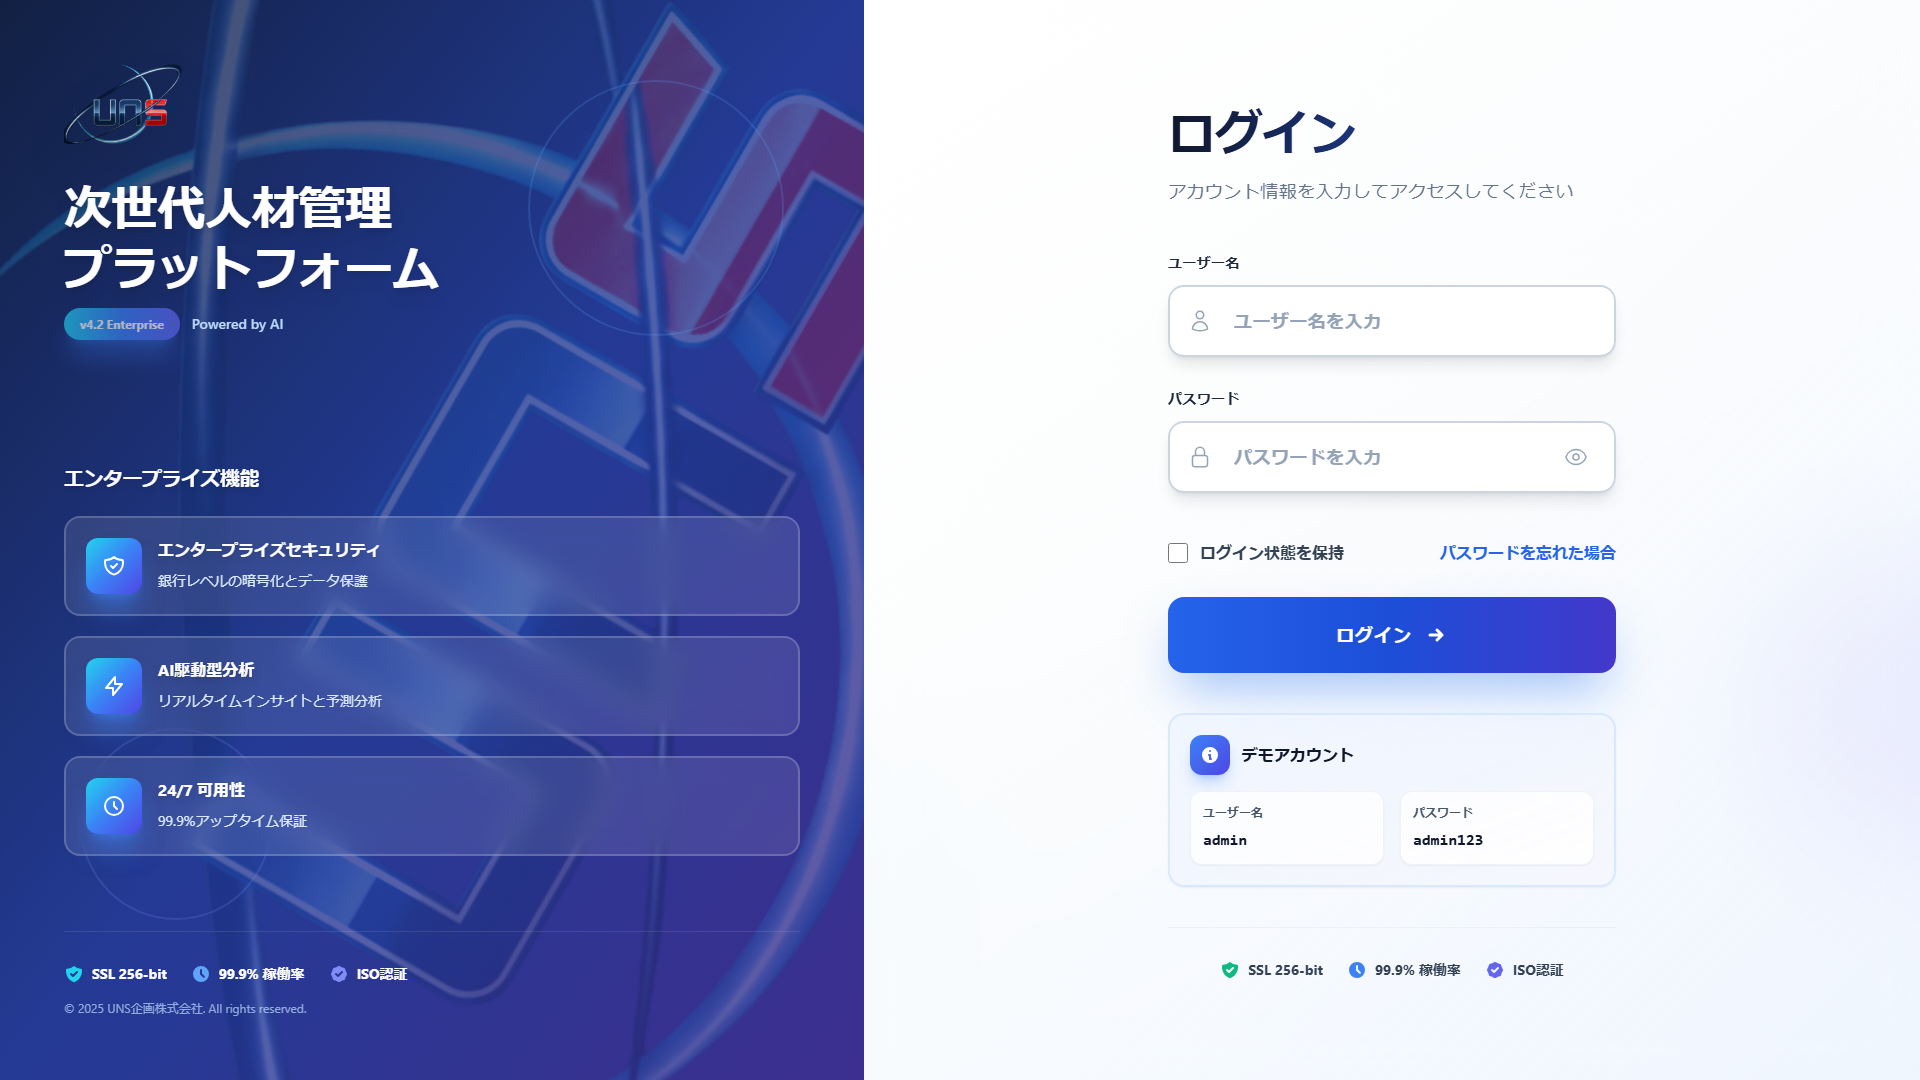 UNS
次世代人材管理
プラットフォーム
v4.2 Enterprise
Powered by AI
エンタープライズ機能
エンタープライズセキュリティ
銀行レベルの暗号化とデータ保護
AI駆動型分析
リアルタイムインサイトと予測分析
24/7 可用性
99.9%アップタイム保証
SSL 256-bit
99.9% 稼働率
ISO認証
© 2025 UNS企画株式会社. All rights reserved.
ログイン
アカウント情報を入力してアクセスしてください
ユーザー名
ユーザー名を入力
パスワード
パスワードを入力
ログイン状態を保持
パスワードを忘れた場合
ログイン
デモアカウント
ユーザー名
admin
パスワード
admin123
SSL 256-bit
99.9% 稼働率
ISO認証